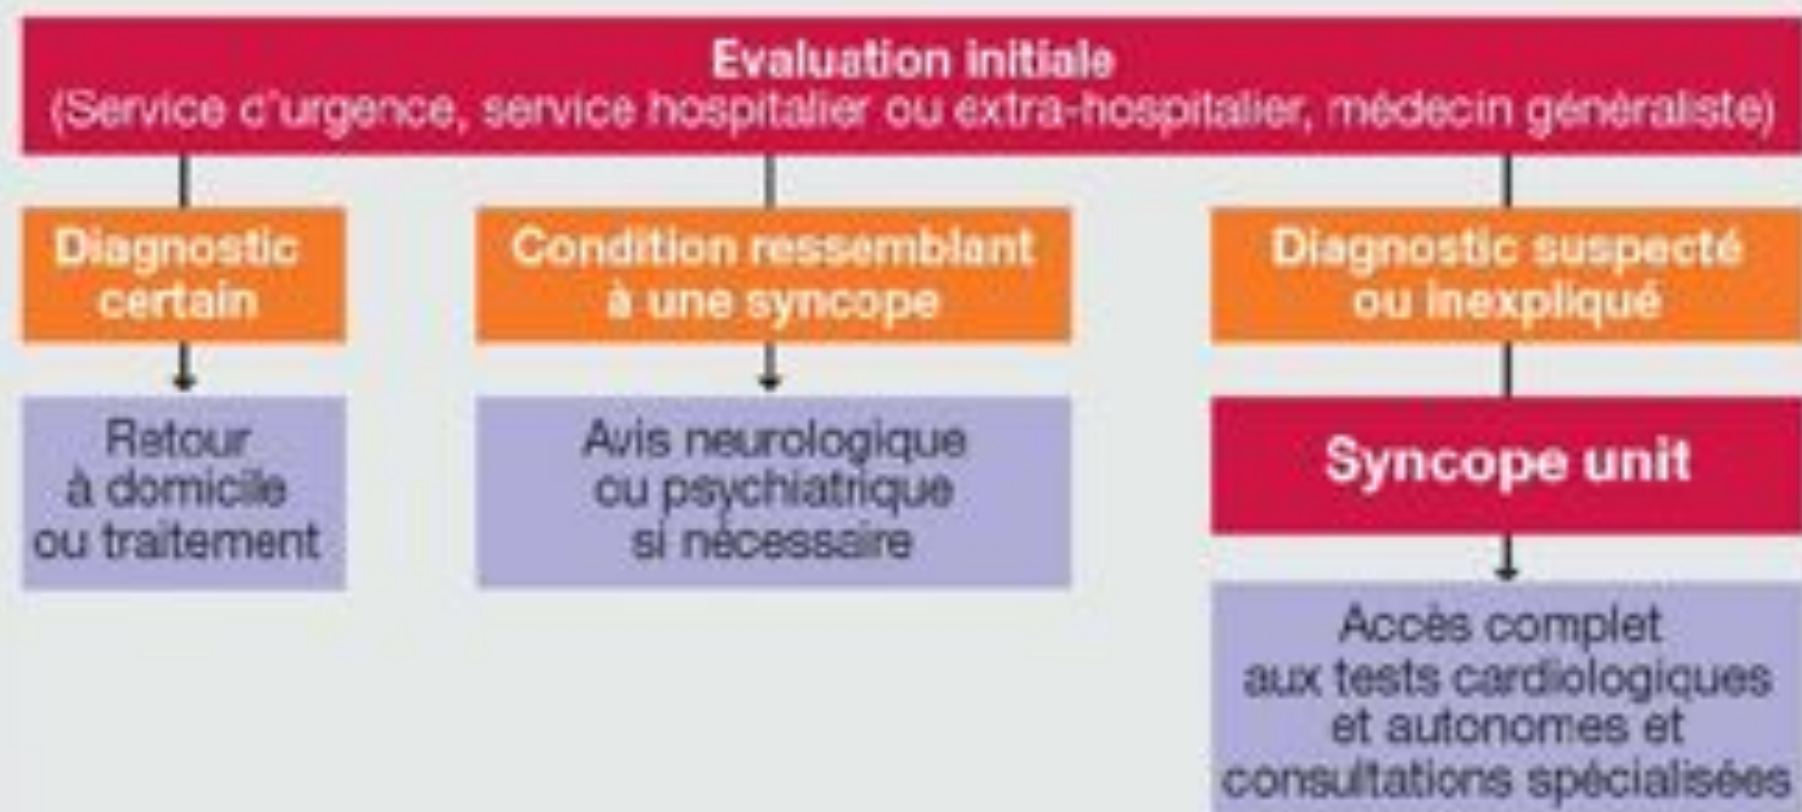 Evaluation initiale
(Service d'urgence, service hospitalier ou extra-hospitalier, médécin généraliste)
Diagnostic
certain
Condition ressemblant
à une syncope
Diagnostic suspecté
ou inexpliqué
Retour
à domicile
ou traitement
Avis neurologique
ou psychiatrique
si nécessaire
Syncope unit
Accès complet
aux tests cardiologiques
et autonomes et
consultations spécialisées